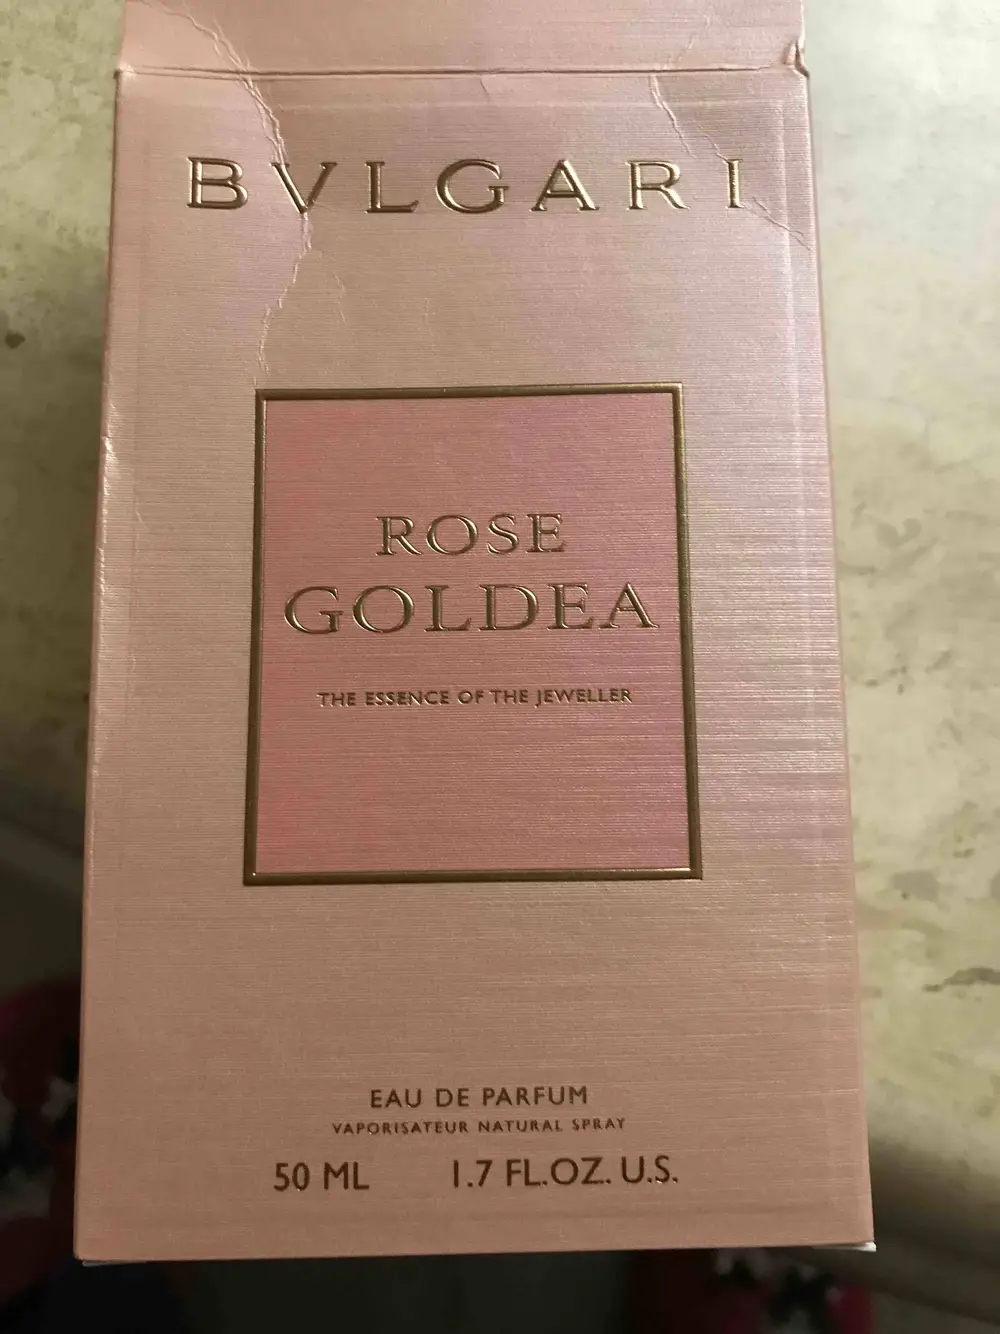 BVLGARI
ROSE
GOLDEA
THE ESSENCE OF THE JEWELLER
EAU DE PARFUM
VAPORISATEUR NATURAL SPRAY
50 ML 1.7 FL.OZ. U.S.